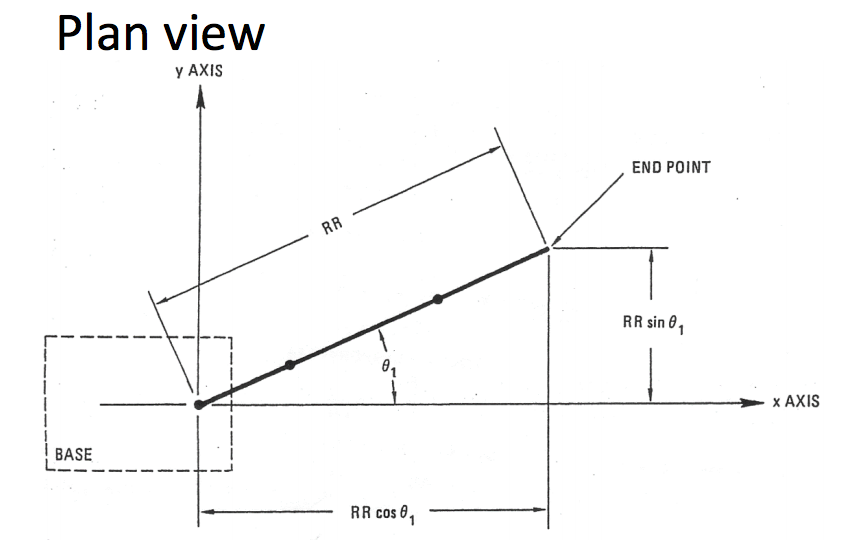 Plan view
y AXIS
END POINT
RR
RR sin θ₁
θ₁
x AXIS
BASE
RR cos θ₁